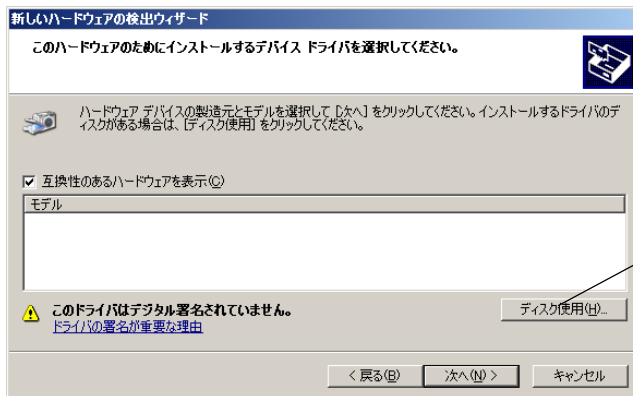 新しいハードウェアの検出ウィザード
このハードウェアのためにインストールするデバイス ドライバを選択してください。
ハードウェア デバイスの製造元とモデルを選択して [次へ] をクリックしてください。インストールするドライバのデ
ィスクがある場合は、[ディスク使用] をクリックしてください。
互換性のあるハードウェアを表示(C)
モデル
このドライバはデジタル署名されていません。
ドライバの署名が重要な理由
ディスク使用(H)...
< 戻る(B)
次へ(N) >
キャンセル